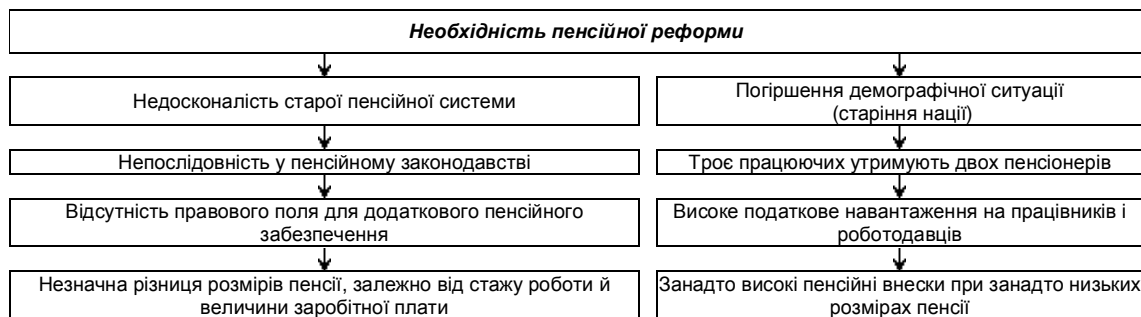 Необхідність пенсійної реформи
Недосконалість старої пенсійної системи
Погіршення демографічної ситуації
(старіння нації)
Непослідовність у пенсійному законодавстві
Троє працюючих утримують двох пенсіонерів
Відсутність правового поля для додаткового пенсійного
забезпечення
Високе податкове навантаження на працівників і
роботодавців
Незначна різниця розмірів пенсії, залежно від стажу роботи й
величини заробітної плати
Занадто високі пенсійні внески при занадто низьких
розмірах пенсії